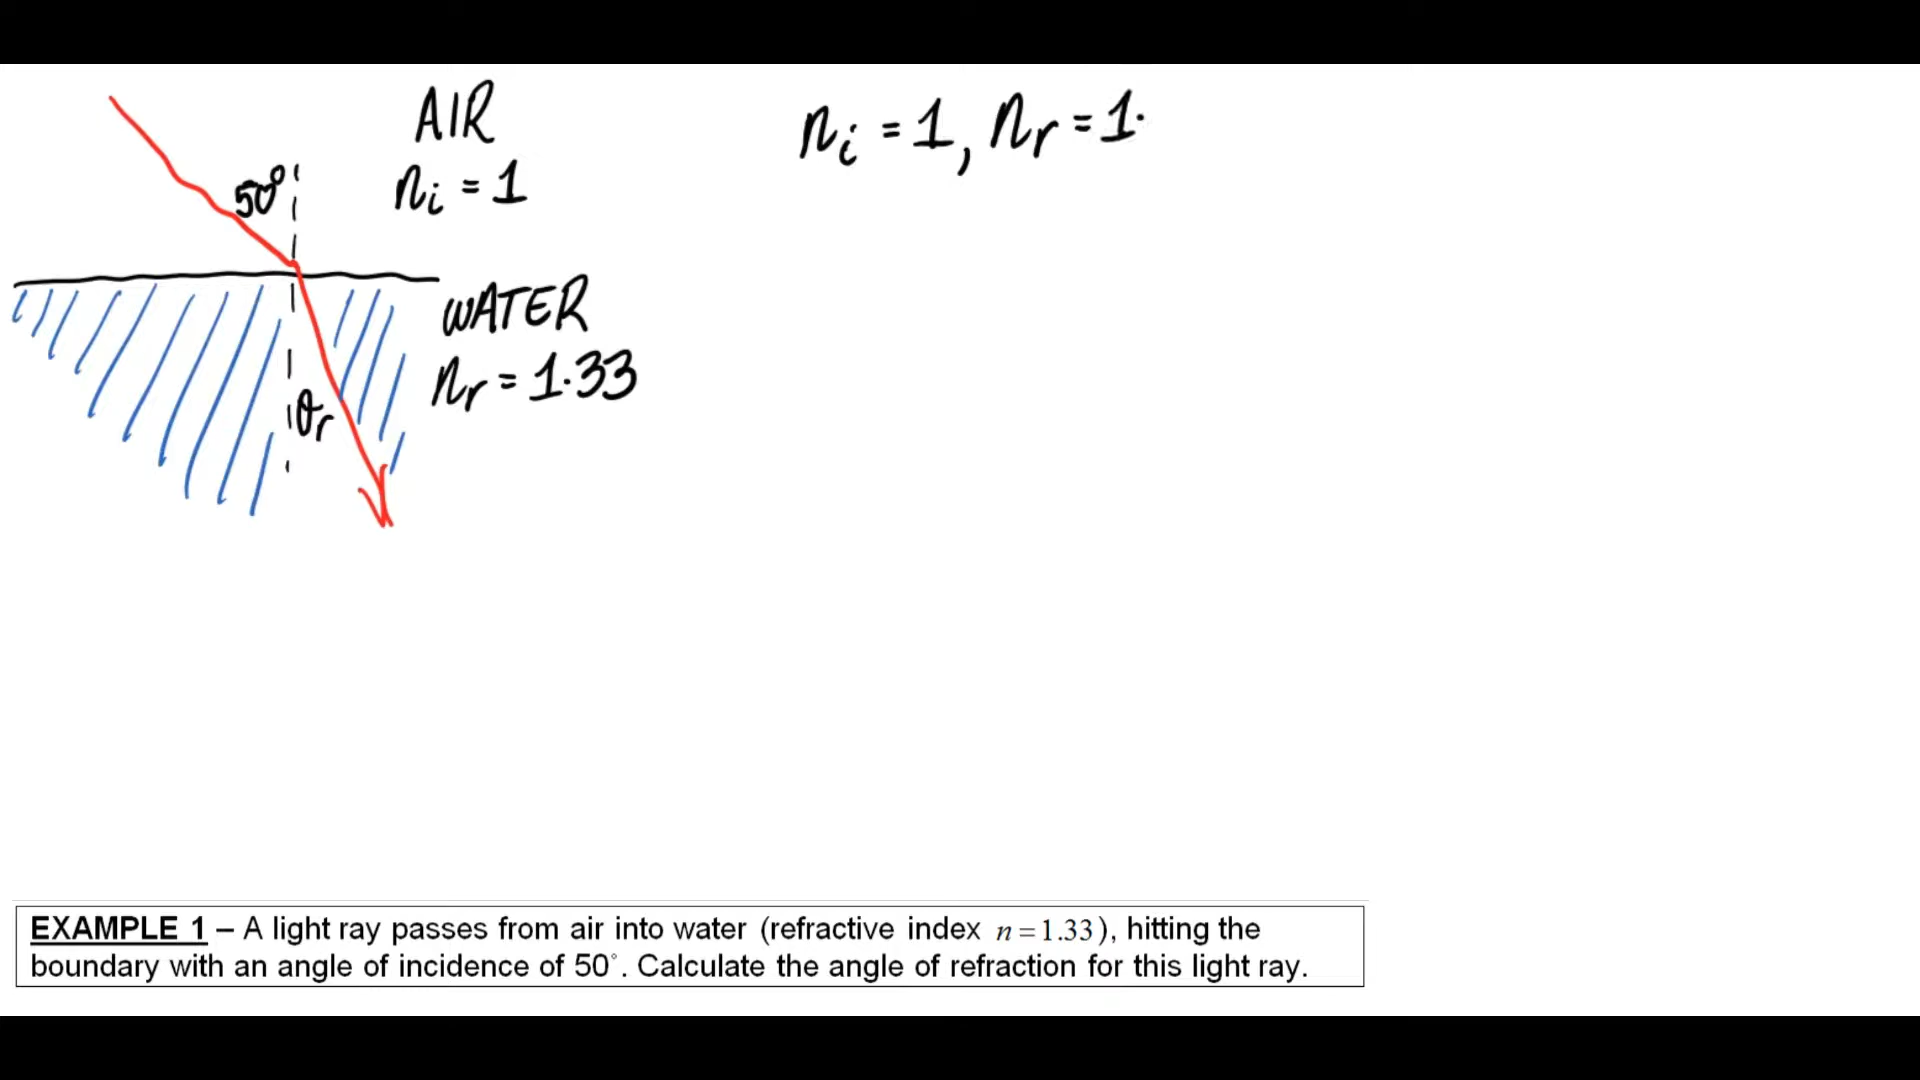 AIR
nᵢ = 1
50°
WATER
nᵣ = 1.33
θᵣ
nᵢ = 1, nᵣ = 1.
EXAMPLE 1 – A light ray passes from air into water (refractive index n = 1.33), hitting the
boundary with an angle of incidence of 50°. Calculate the angle of refraction for this light ray.